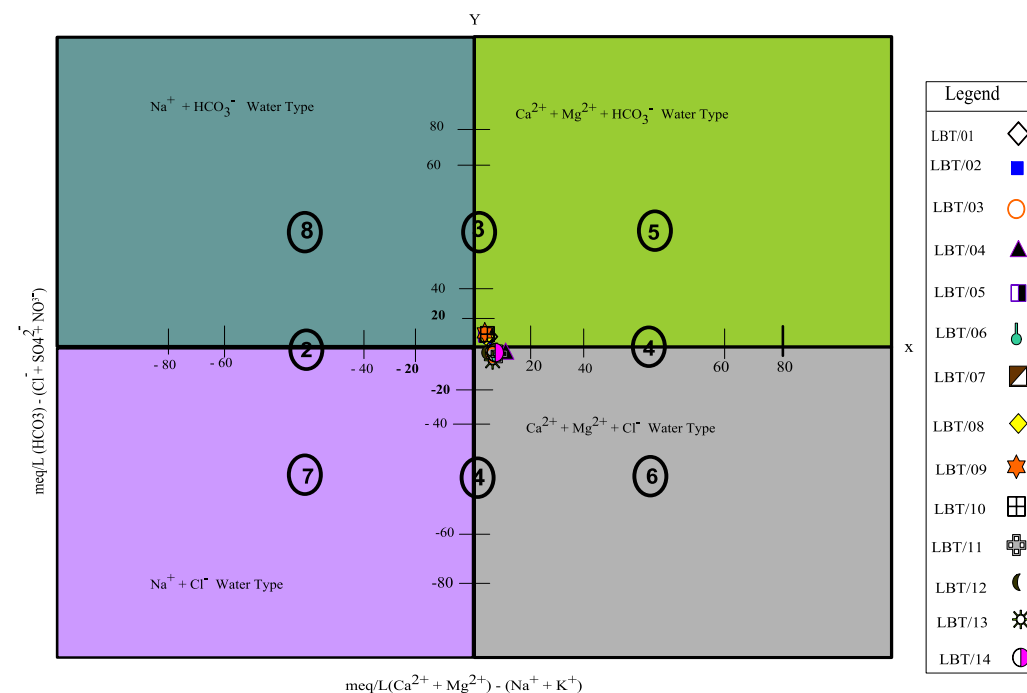 Y
Na⁺ + HCO₃⁻ Water Type
Ca²⁺ + Mg²⁺ + HCO₃⁻ Water Type
80
60
8
3
5
40
20
2
4
x
- 80
- 60
- 40
- 20
20
40
60
80
-20
- 40
Ca²⁺ + Mg²⁺ + Cl⁻ Water Type
7
4
6
-60
-80
Na⁺ + Cl⁻ Water Type
meq/L (HCO3) - (Cl⁻ + SO4²⁻ + NO³⁻)
meq/L(Ca²⁺ + Mg²⁺) - (Na⁺ + K⁺)
Legend
LBT/01
LBT/02
LBT/03
LBT/04
LBT/05
LBT/06
LBT/07
LBT/08
LBT/09
LBT/10
LBT/11
LBT/12
LBT/13
LBT/14